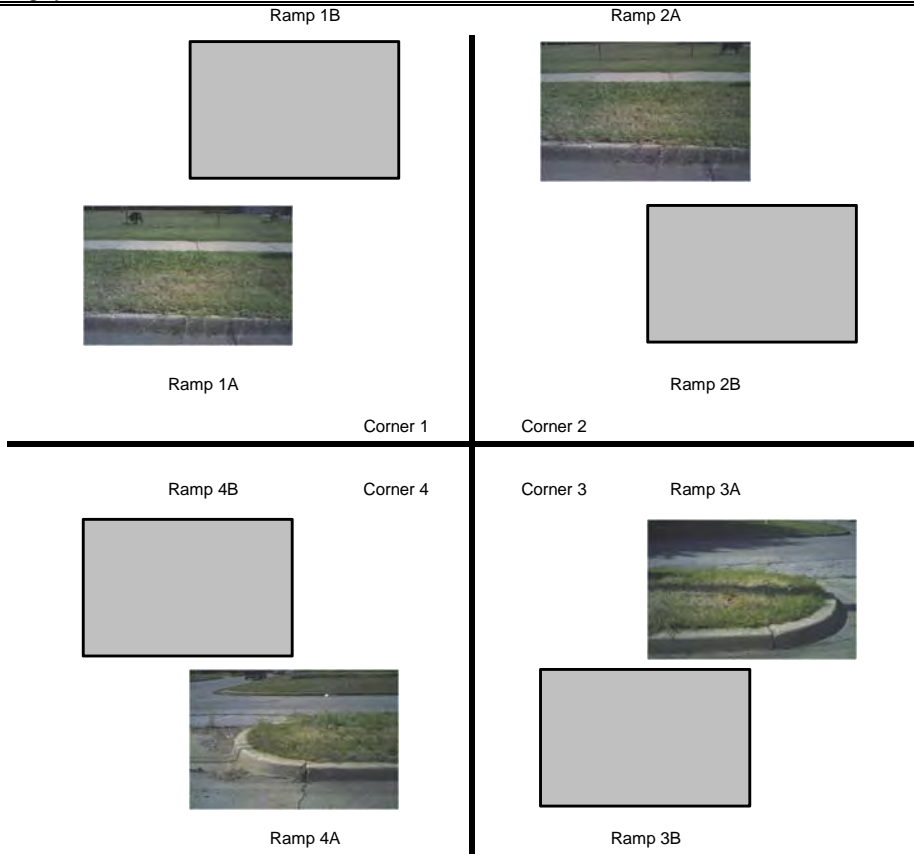 Ramp 1B
Ramp 2A
Ramp 1A
Ramp 2B
Corner 1
Corner 2
Ramp 4B
Corner 4
Corner 3
Ramp 3A
Ramp 4A
Ramp 3B